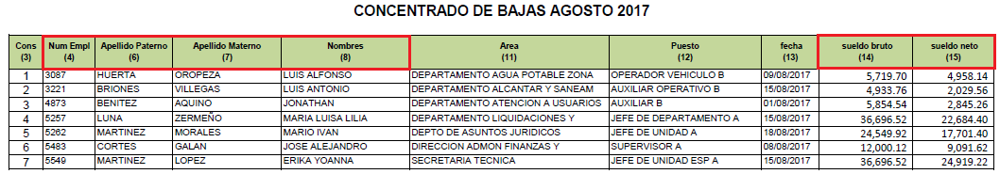 CONCENTRADO DE BAJAS AGOSTO 2017
Cons Num Empl Apellido Paterno Apellido Materno Nombres Area Puesto fecha sueldo bruto sueldo neto
(3) (4) (6) (7) (8) (11) (12) (13) (14) (15)
1 3087 HUERTA OROPEZA LUIS ALFONSO DEPARTAMENTO AGUA POTABLE ZONA OPERADOR VEHICULO B 09/08/2017 5,719.70 4,958.14
2 3221 BRIONES VILLEGAS LUIS ANTONIO DEPARTAMENTO ALCANTAR Y SANEAM AUXILIAR OPERATIVO B 15/08/2017 4,933.76 2,029.56
3 4873 BENITEZ AQUINO JONATHAN DEPARTAMENTO ATENCION A USUARIOS AUXILIAR B 01/08/2017 5,854.54 2,845.26
4 5257 LUNA ZERMEÑO MARIA LUISA LILIA DEPARTAMENTO LIQUIDACIONES Y JEFE DE DEPARTAMENTO A 15/08/2017 36,696.52 22,684.40
5 5262 MARTINEZ MORALES MARIO IVAN DEPTO DE ASUNTOS JURIDICOS JEFE DE UNIDAD A 18/08/2017 24,549.92 17,701.40
6 5483 CORTES GALAN JOSE ALEJANDRO DIRECCION ADMON FINANZAS Y SUPERVISOR A 08/08/2017 12,000.12 9,091.62
7 5549 MARTINEZ LOPEZ ERIKA YOANNA SECRETARIA TECNICA JEFE DE UNIDAD ESP A 15/08/2017 36,696.52 24,919.22